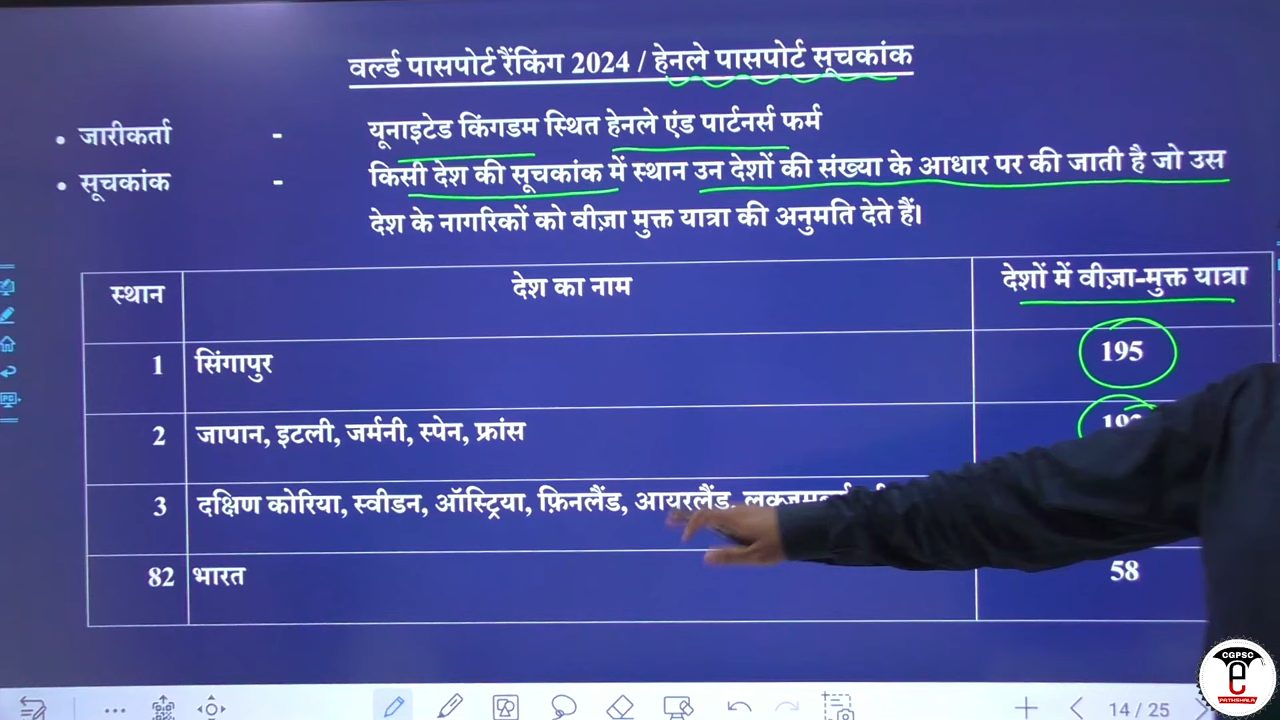 वर्ल्ड पासपोर्ट रैंकिंग 2024 / हेनले पासपोर्ट सूचकांक
• जारीकर्ता - यूनाइटेड किंगडम स्थित हेनले एंड पार्टनर्स फर्म
• सूचकांक - किसी देश की सूचकांक में स्थान उन देशों की संख्या के आधार पर की जाती है जो उस
देश के नागरिकों को वीज़ा मुक्त यात्रा की अनुमति देते हैं।
स्थान देश का नाम देशों में वीज़ा-मुक्त यात्रा
1 सिंगापुर 195
2 जापान, इटली, जर्मनी, स्पेन, फ्रांस
3 दक्षिण कोरिया, स्वीडन, ऑस्ट्रिया, फ़िनलैंड, आयरलैंड,
82 भारत 58
14 / 25
CGPSC
e
PATHSHALA